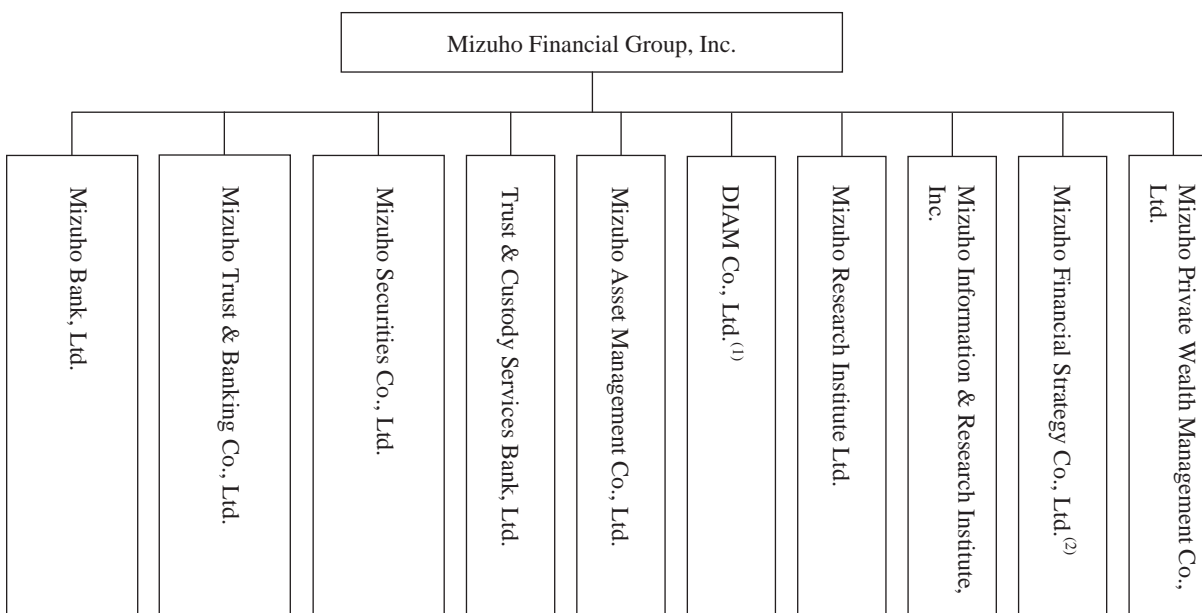 Mizuho Financial Group, Inc.
Mizuho Bank, Ltd.
Mizuho Trust & Banking Co., Ltd.
Mizuho Securities Co., Ltd.
Trust & Custody Services Bank, Ltd.
Mizuho Asset Management Co., Ltd.
DIAM Co., Ltd.(1)
Mizuho Research Institute Ltd.
Mizuho Information & Research Institute,
Inc.
Mizuho Financial Strategy Co., Ltd.(2)
Mizuho Private Wealth Management Co.,
Ltd.